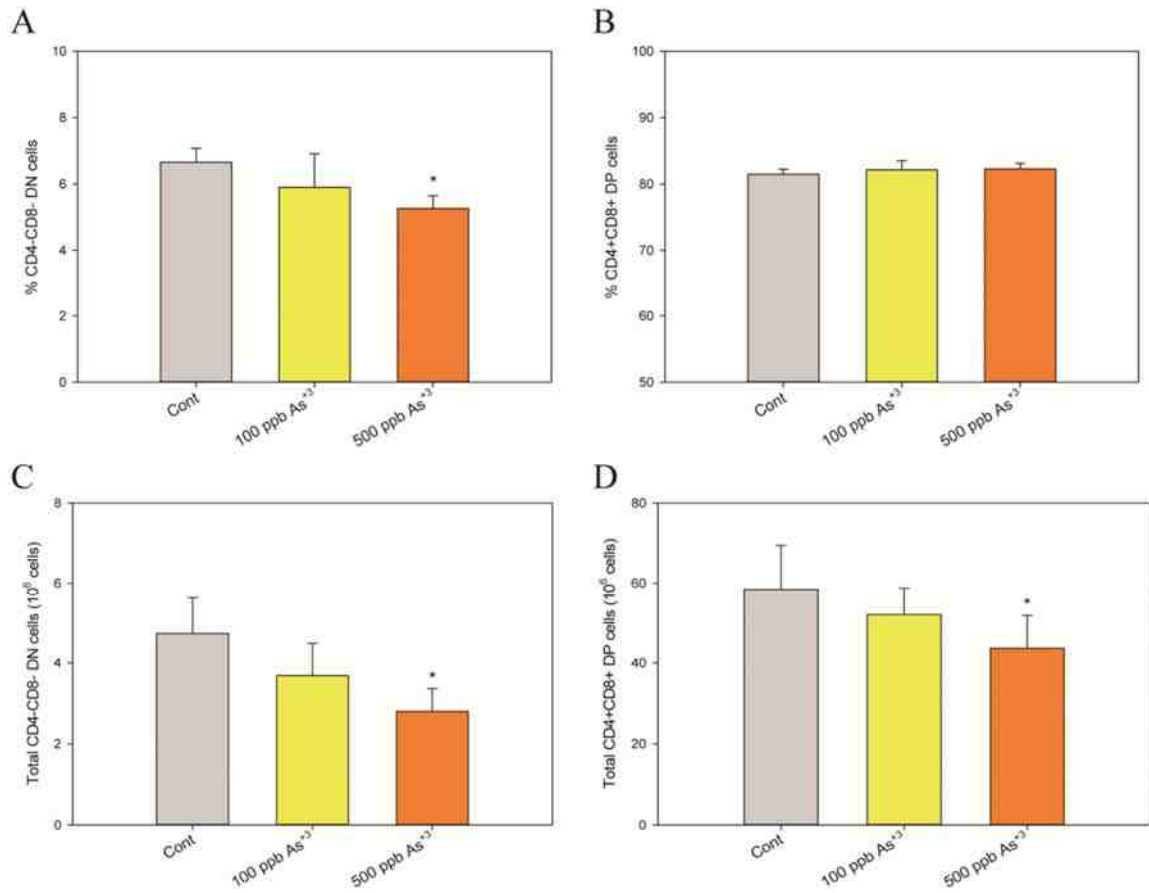 A
B
% CD4-CD8- DN cells
10
8
6
4
2
0
*
Cont
100 ppb As⁺³
500 ppb As⁺³
% CD4+CD8+ DP cells
100
90
80
70
60
50
Cont
100 ppb As⁺³
500 ppb As⁺³
C
D
Total CD4-CD8- DN cells (10⁶ cells)
8
6
4
2
0
*
Cont
100 ppb As⁺³
500 ppb As⁺³
Total CD4+CD8+ DP cells (10⁶ cells)
80
60
40
20
0
*
Cont
100 ppb As⁺³
500 ppb As⁺³